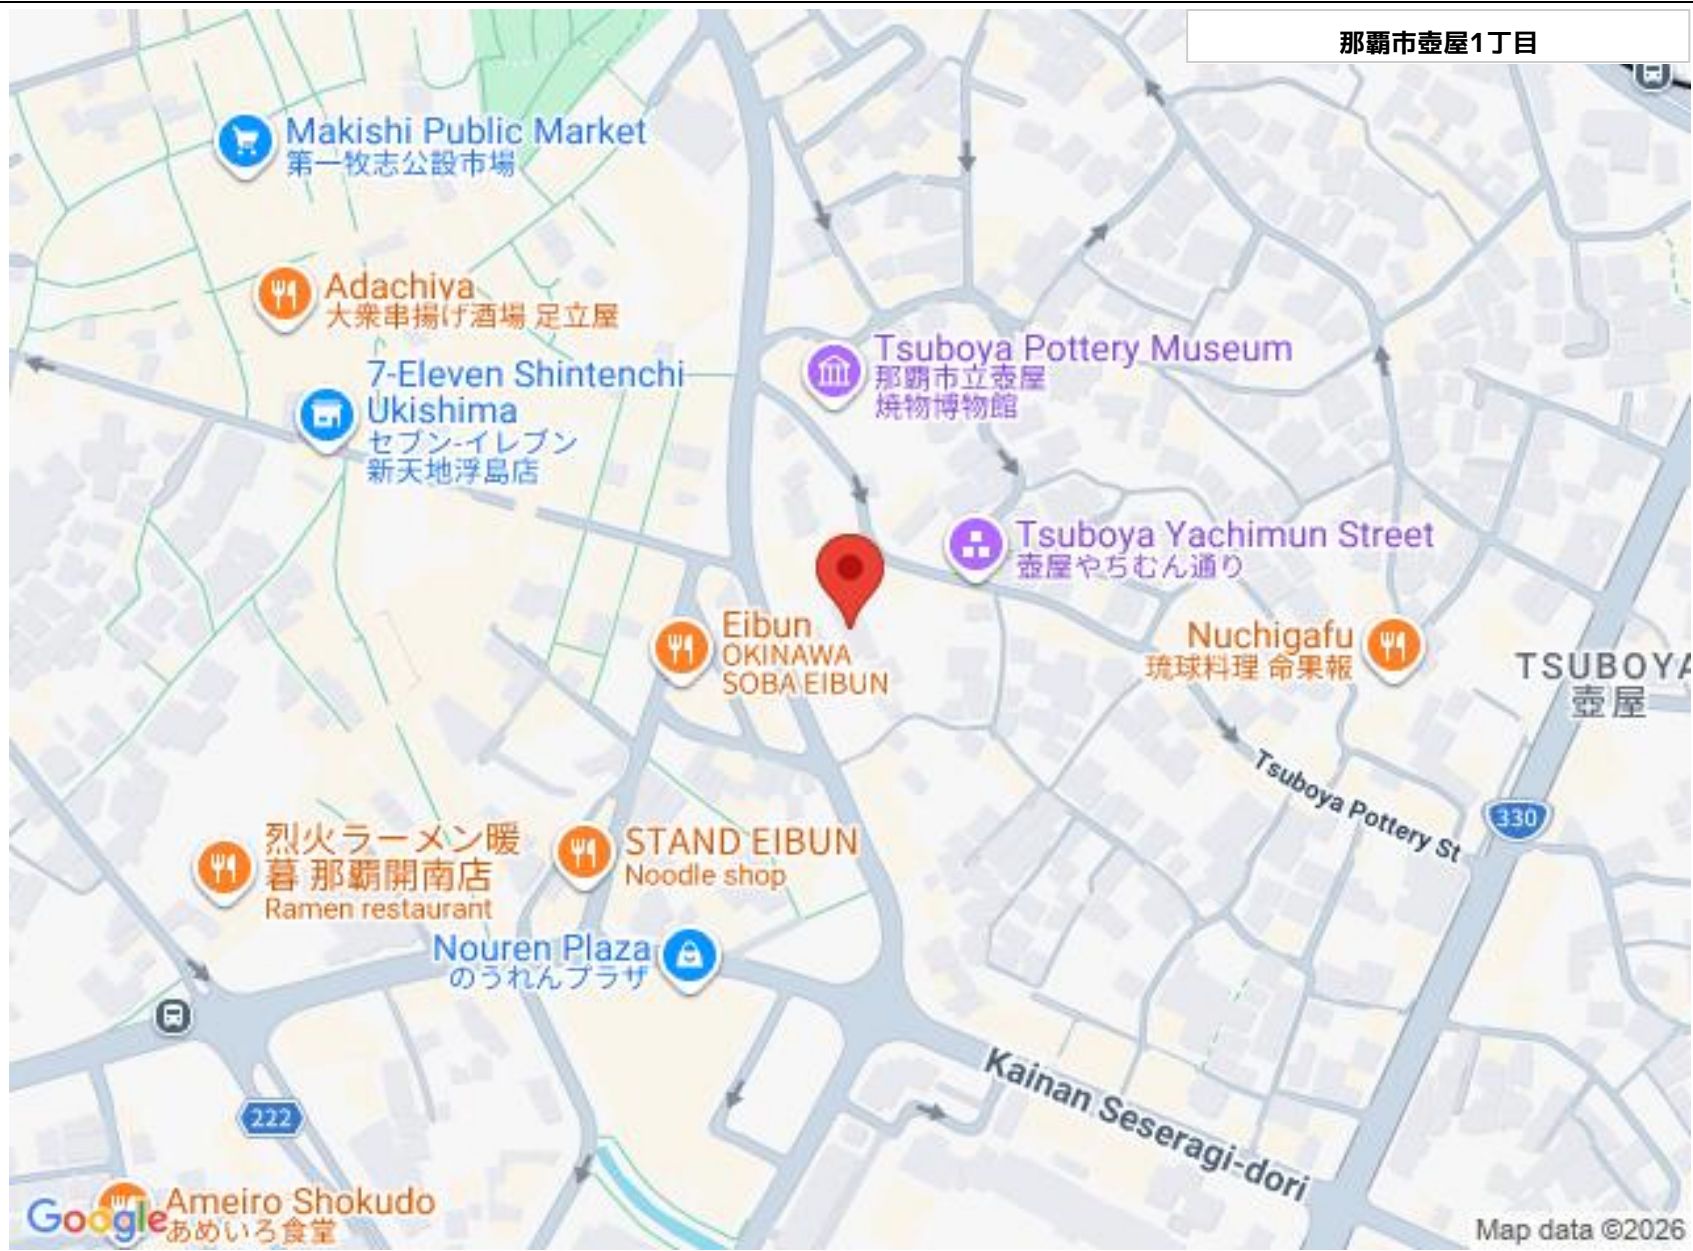 那覇市壺屋1丁目
Makishi Public Market
第一牧志公設市場
Adachiya
大衆串揚げ酒場 足立屋
7-Eleven Shintenchi
Ukishima
セブン-イレブン
新天地浮島店
Tsuboya Pottery Museum
那覇市立壺屋
焼物博物館
Tsuboya Yachimun Street
壺屋やちむん通り
Eibun
OKINAWA
SOBA EIBUN
Nuchigafu
琉球料理 命果報
TSUBOYA
壺屋
Tsuboya Pottery St
330
烈火ラーメン暖
暮 那覇開南店
Ramen restaurant
STAND EIBUN
Noodle shop
Nouren Plaza
のうれんプラザ
Kainan Seseragi-dori
222
Ameiro Shokudo
あめいろ食堂
Google
Map data ©2026